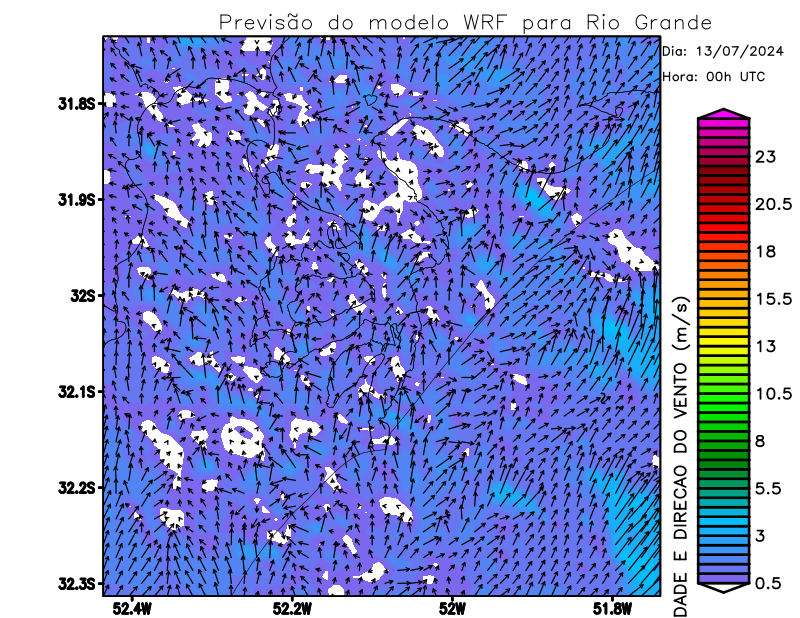 Previsão do modelo WRF para Rio Grande
Dia: 13/07/2024
Hora: 00h UTC
31.8S
31.9S
32S
32.1S
32.2S
32.3S
52.4W
52.2W
52W
51.8W
23
20.5
18
15.5
13
10.5
8
5.5
3
0.5
DADE E DIRECAO DO VENTO (m/s)